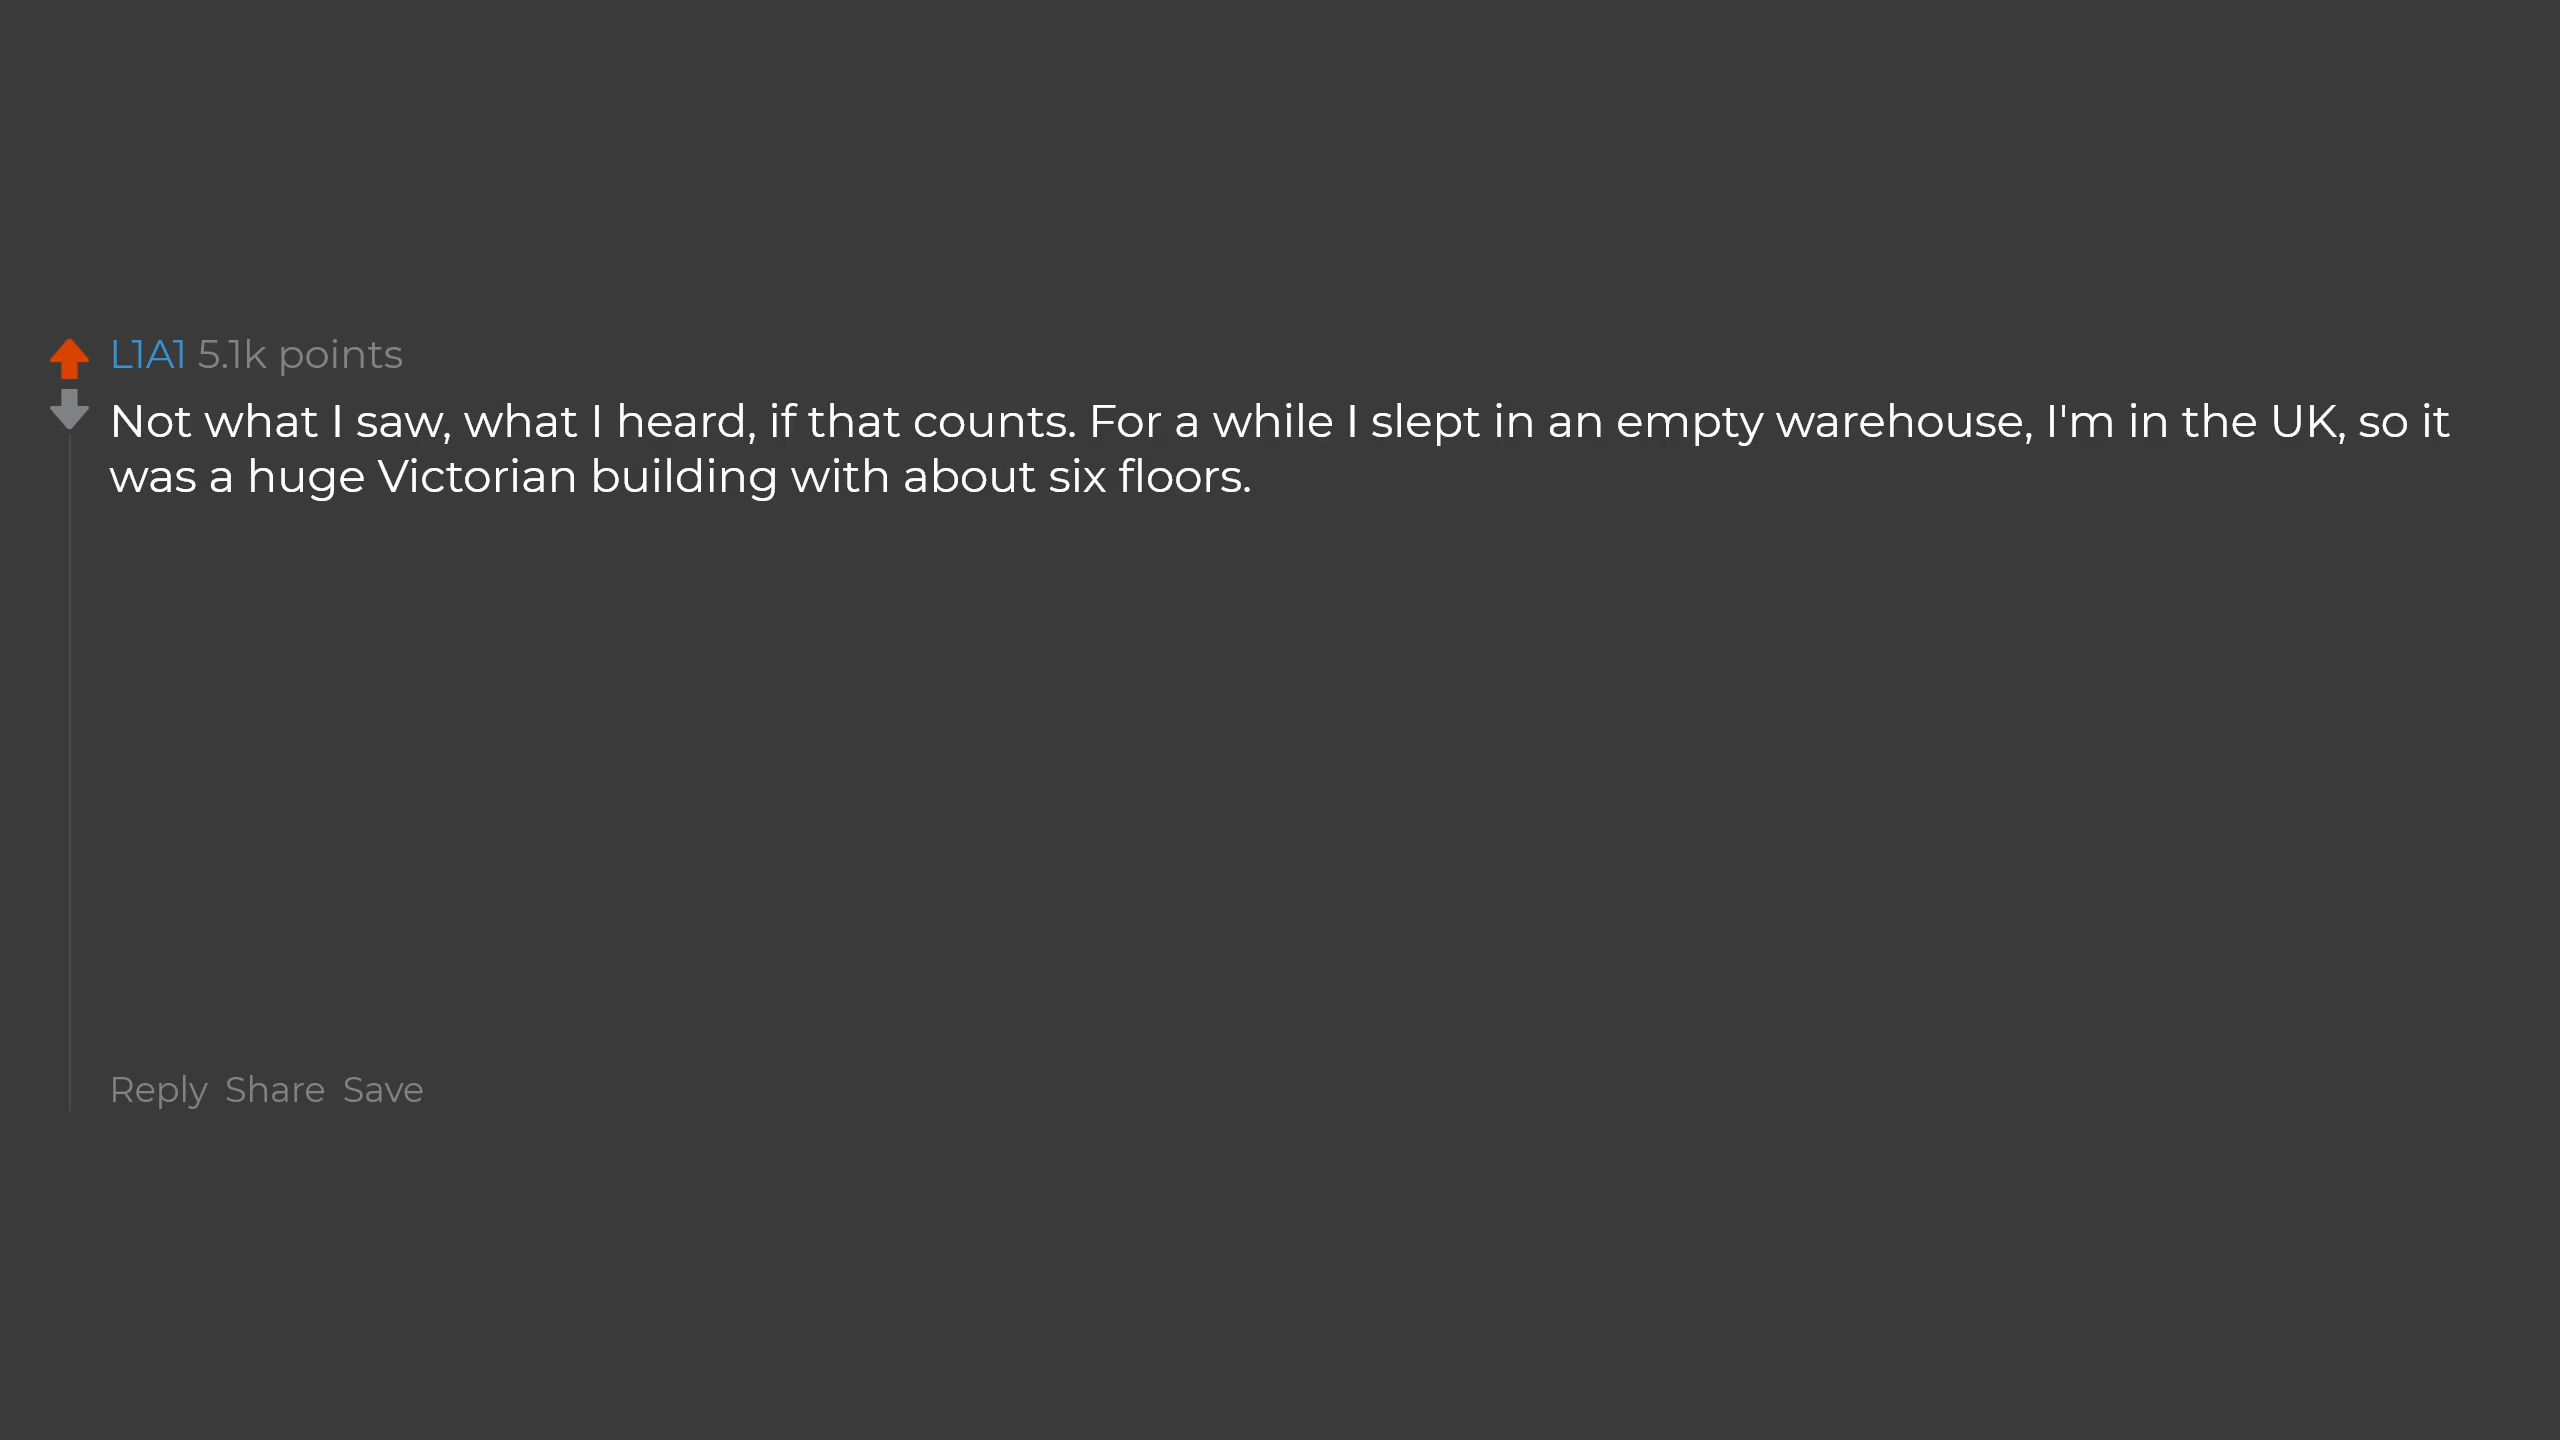 L1A1 5.1k points
Not what I saw, what I heard, if that counts. For a while I slept in an empty warehouse, I'm in the UK, so it
was a huge Victorian building with about six floors.
Reply Share Save